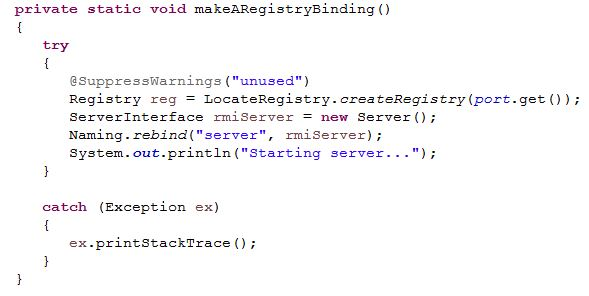 private static void makeARegistryBinding()
{
    try
    {
        @SuppressWarnings("unused")
        Registry reg = LocateRegistry.createRegistry(port.get());
        ServerInterface rmiServer = new Server();
        Naming.rebind("server", rmiServer);
        System.out.println("Starting server...");
    }

    catch (Exception ex)
    {
        ex.printStackTrace();
    }
}